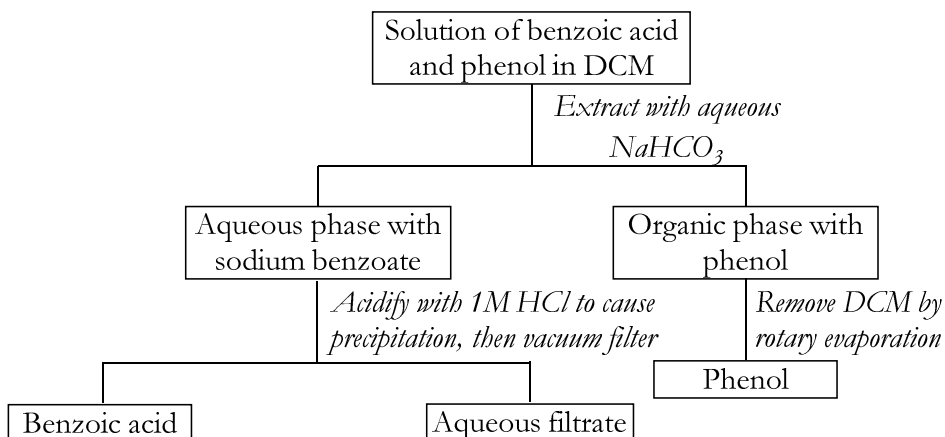 Solution of benzoic acid
and phenol in DCM
Extract with aqueous
NaHCO₃
Aqueous phase with
sodium benzoate
Organic phase with
phenol
Acidify with 1M HCl to cause
precipitation, then vacuum filter
Remove DCM by
rotary evaporation
Phenol
Benzoic acid
Aqueous filtrate